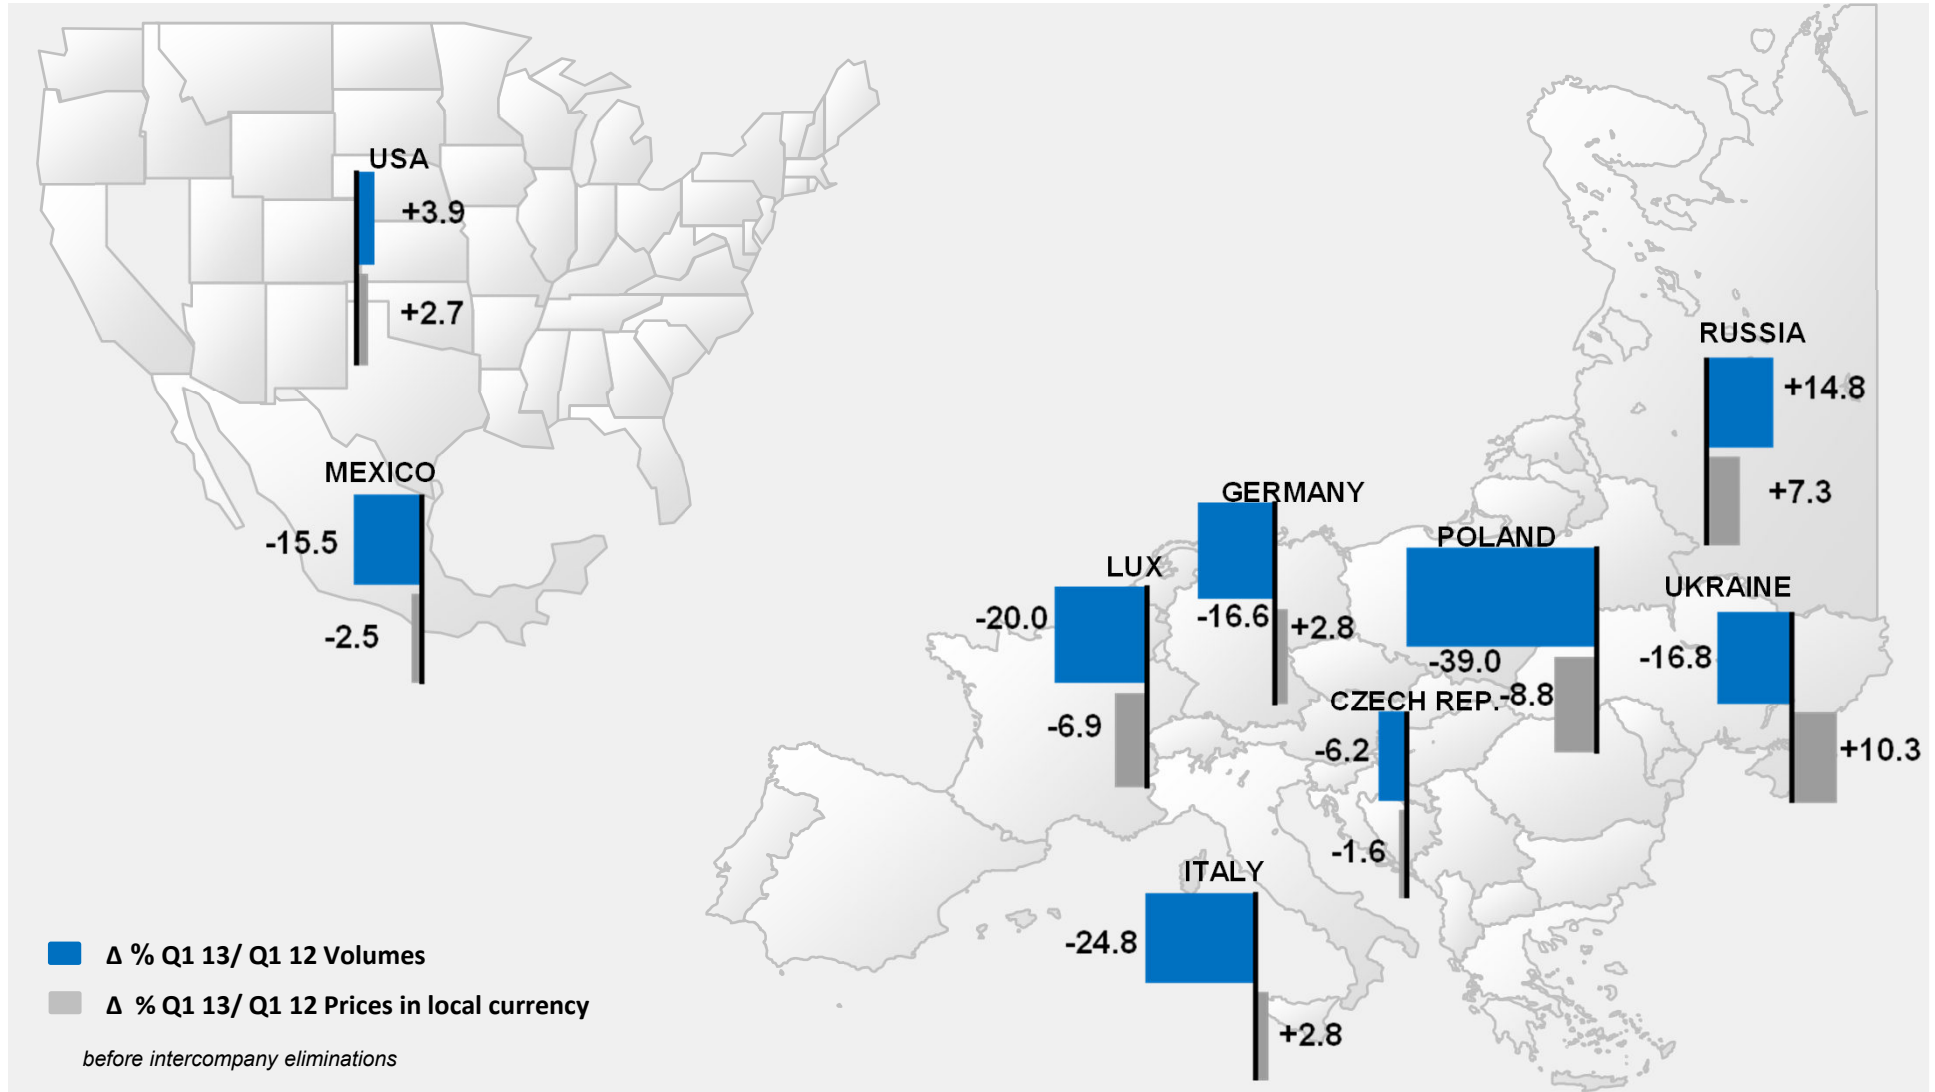 USA
+3.9
+2.7
MEXICO
-15.5
-2.5
RUSSIA
+14.8
+7.3
GERMANY
-16.6
+2.8
POLAND
-39.0
-8.8
LUX
-20.0
-6.9
UKRAINE
-16.8
+10.3
CZECH REP.
-6.2
-1.6
ITALY
-24.8
+2.8
Δ % Q1 13/ Q1 12 Volumes
Δ % Q1 13/ Q1 12 Prices in local currency
before intercompany eliminations